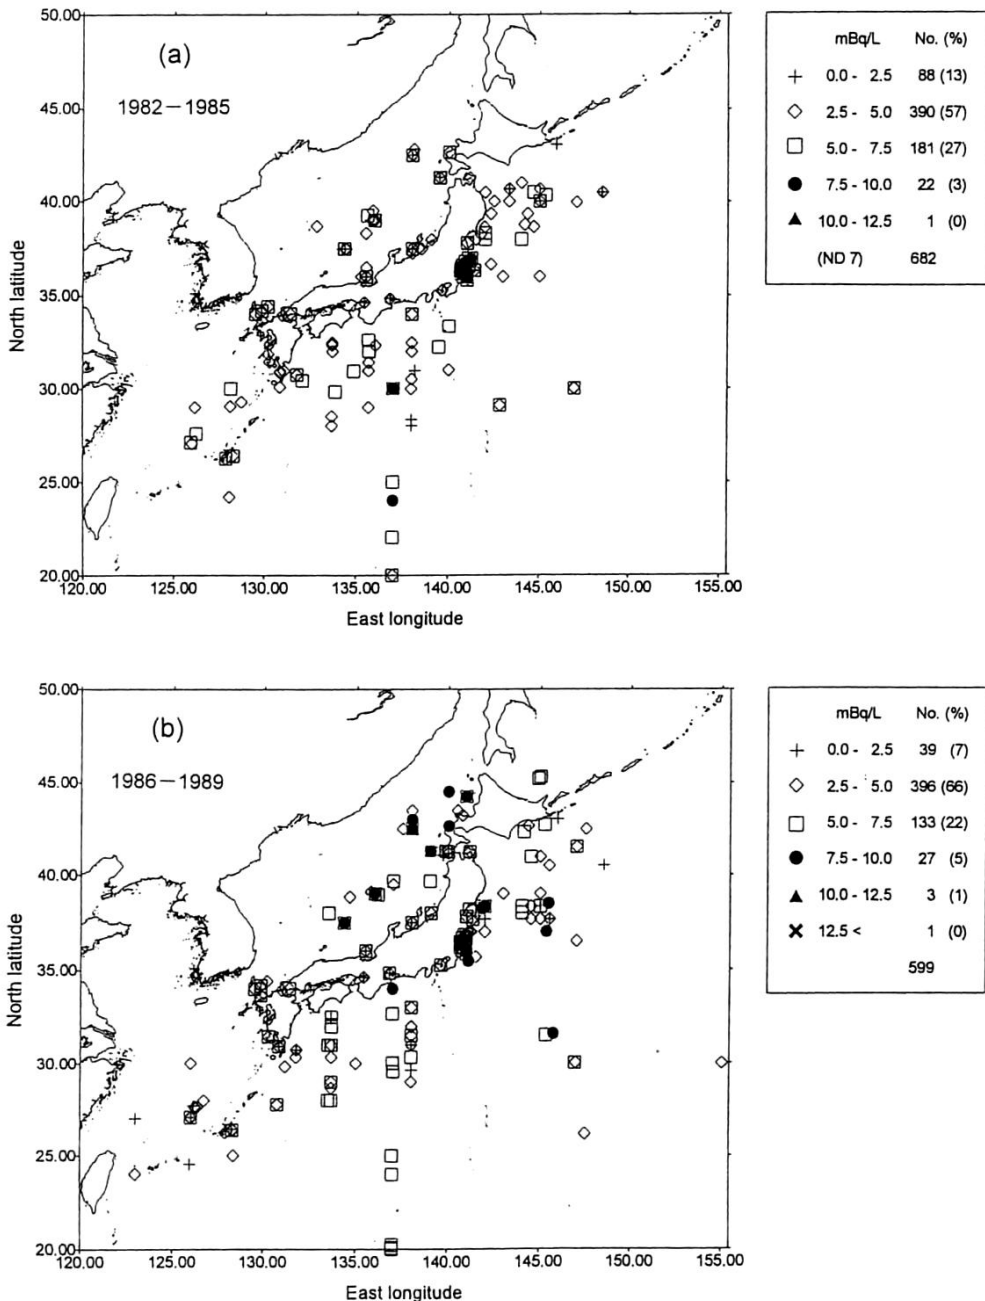 50.00
(a)
1982－1985
45.00
40.00
35.00
30.00
25.00
20.00
North latitude
120.00 125.00 130.00 135.00 140.00 145.00 150.00 155.00
East longitude
mBq/L No. (%)
0.0 - 2.5 88 (13)
2.5 - 5.0 390 (57)
5.0 - 7.5 181 (27)
7.5 - 10.0 22 (3)
10.0 - 12.5 1 (0)
(ND 7) 682
50.00
(b)
1986－1989
45.00
40.00
35.00
30.00
25.00
20.00
North latitude
120.00 125.00 130.00 135.00 140.00 145.00 150.00 155.00
East longitude
mBq/L No. (%)
0.0 - 2.5 39 (7)
2.5 - 5.0 396 (66)
5.0 - 7.5 133 (22)
7.5 - 10.0 27 (5)
10.0 - 12.5 3 (1)
12.5 < 1 (0)
599